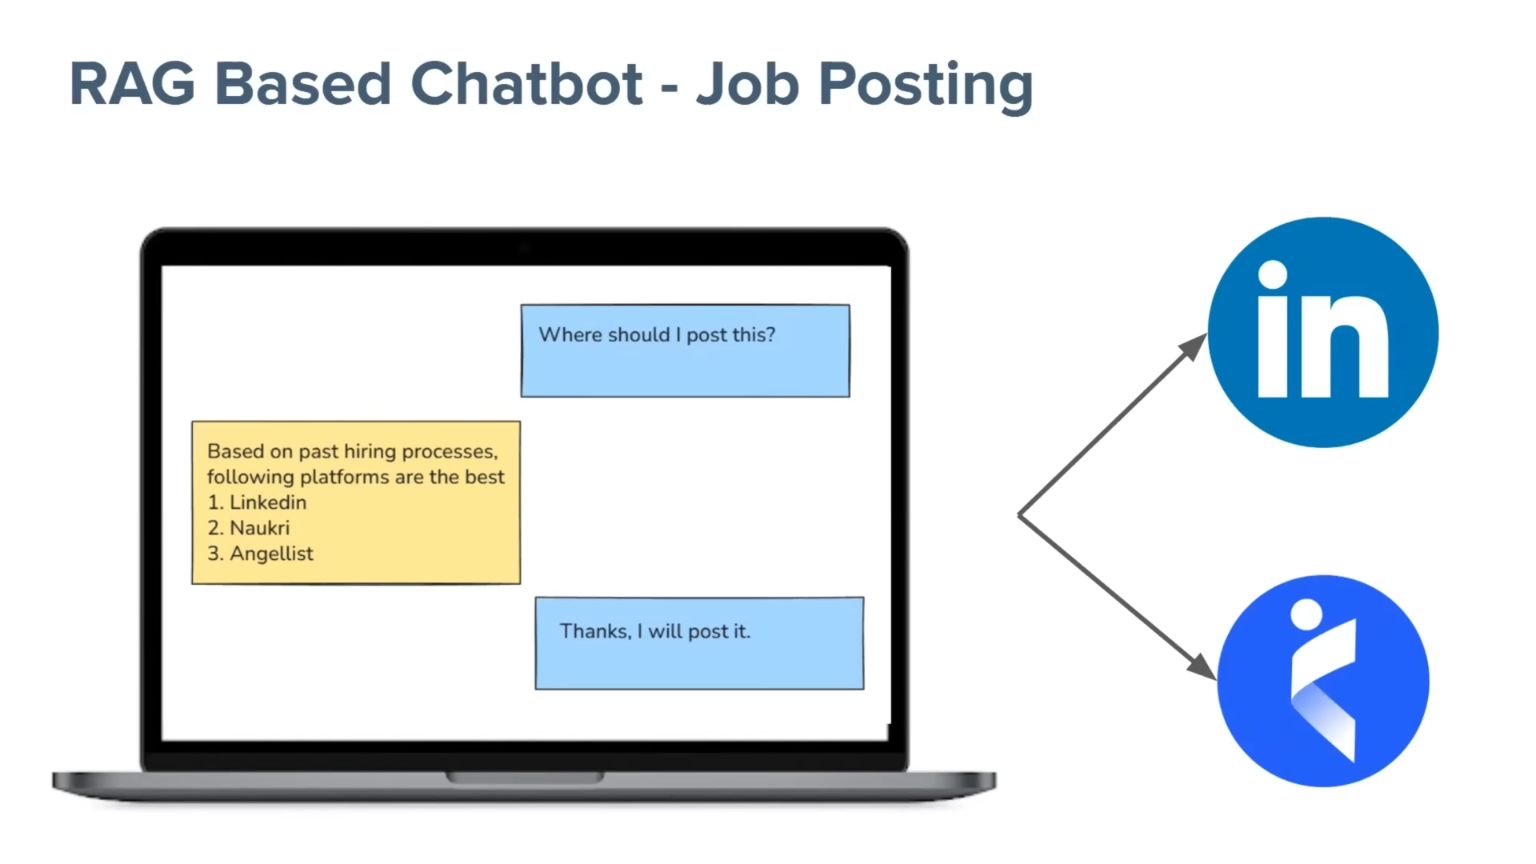 RAG Based Chatbot - Job Posting
Where should I post this?
Based on past hiring processes,
following platforms are the best
1. Linkedin
2. Naukri
3. Angellist
Thanks, I will post it.
in